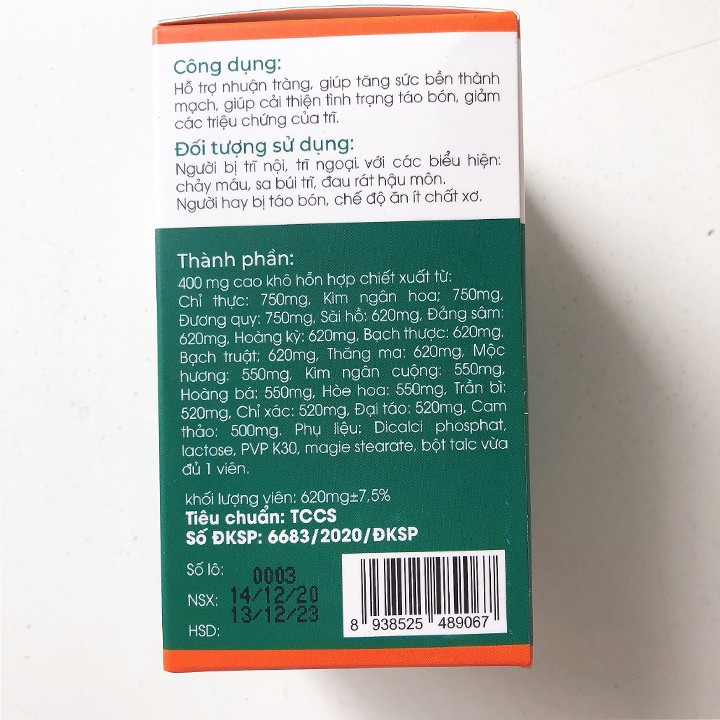 Công dụng:
Hỗ trợ nhuận tràng, giúp tăng sức bền thành
mạch, giúp cải thiện tình trạng táo bón, giảm
các triệu chứng của trĩ.
Đối tượng sử dụng:
Người bị trĩ nội, trĩ ngoại với các biểu hiện:
chảy máu, sa búi trĩ, đau rát hậu môn.
Người hay bị táo bón, chế độ ăn ít chất xơ.
Thành phần:
400 mg cao khô hỗn hợp chiết xuất từ:
Chỉ thực: 750mg, Kim ngân hoa; 750mg,
Đương quy: 750mg, Sài hồ: 620mg, Đẳng sâm:
620mg, Hoàng kỳ: 620mg, Bạch thược: 620mg,
Bạch truật; 620mg, Thăng ma: 620mg, Mộc
hương: 550mg, Kim ngân cuộng: 550mg,
Hoàng bá: 550mg, Hòe hoa: 550mg, Trần bì:
520mg, Chỉ xác: 520mg, Đại táo: 520mg, Cam
thảo: 500mg, Phụ liệu: Dicalci phosphat,
lactose, PVP K30, magie stearate, bột talc vừa
đủ 1 viên.
khối lượng viên: 620mg±7,5%
Tiêu chuẩn: TCCS
Số ĐKSP: 6683/2020/ĐKSP
Số lô: 0003
NSX: 14/12/20
HSD: 13/12/23
8 938525 489067